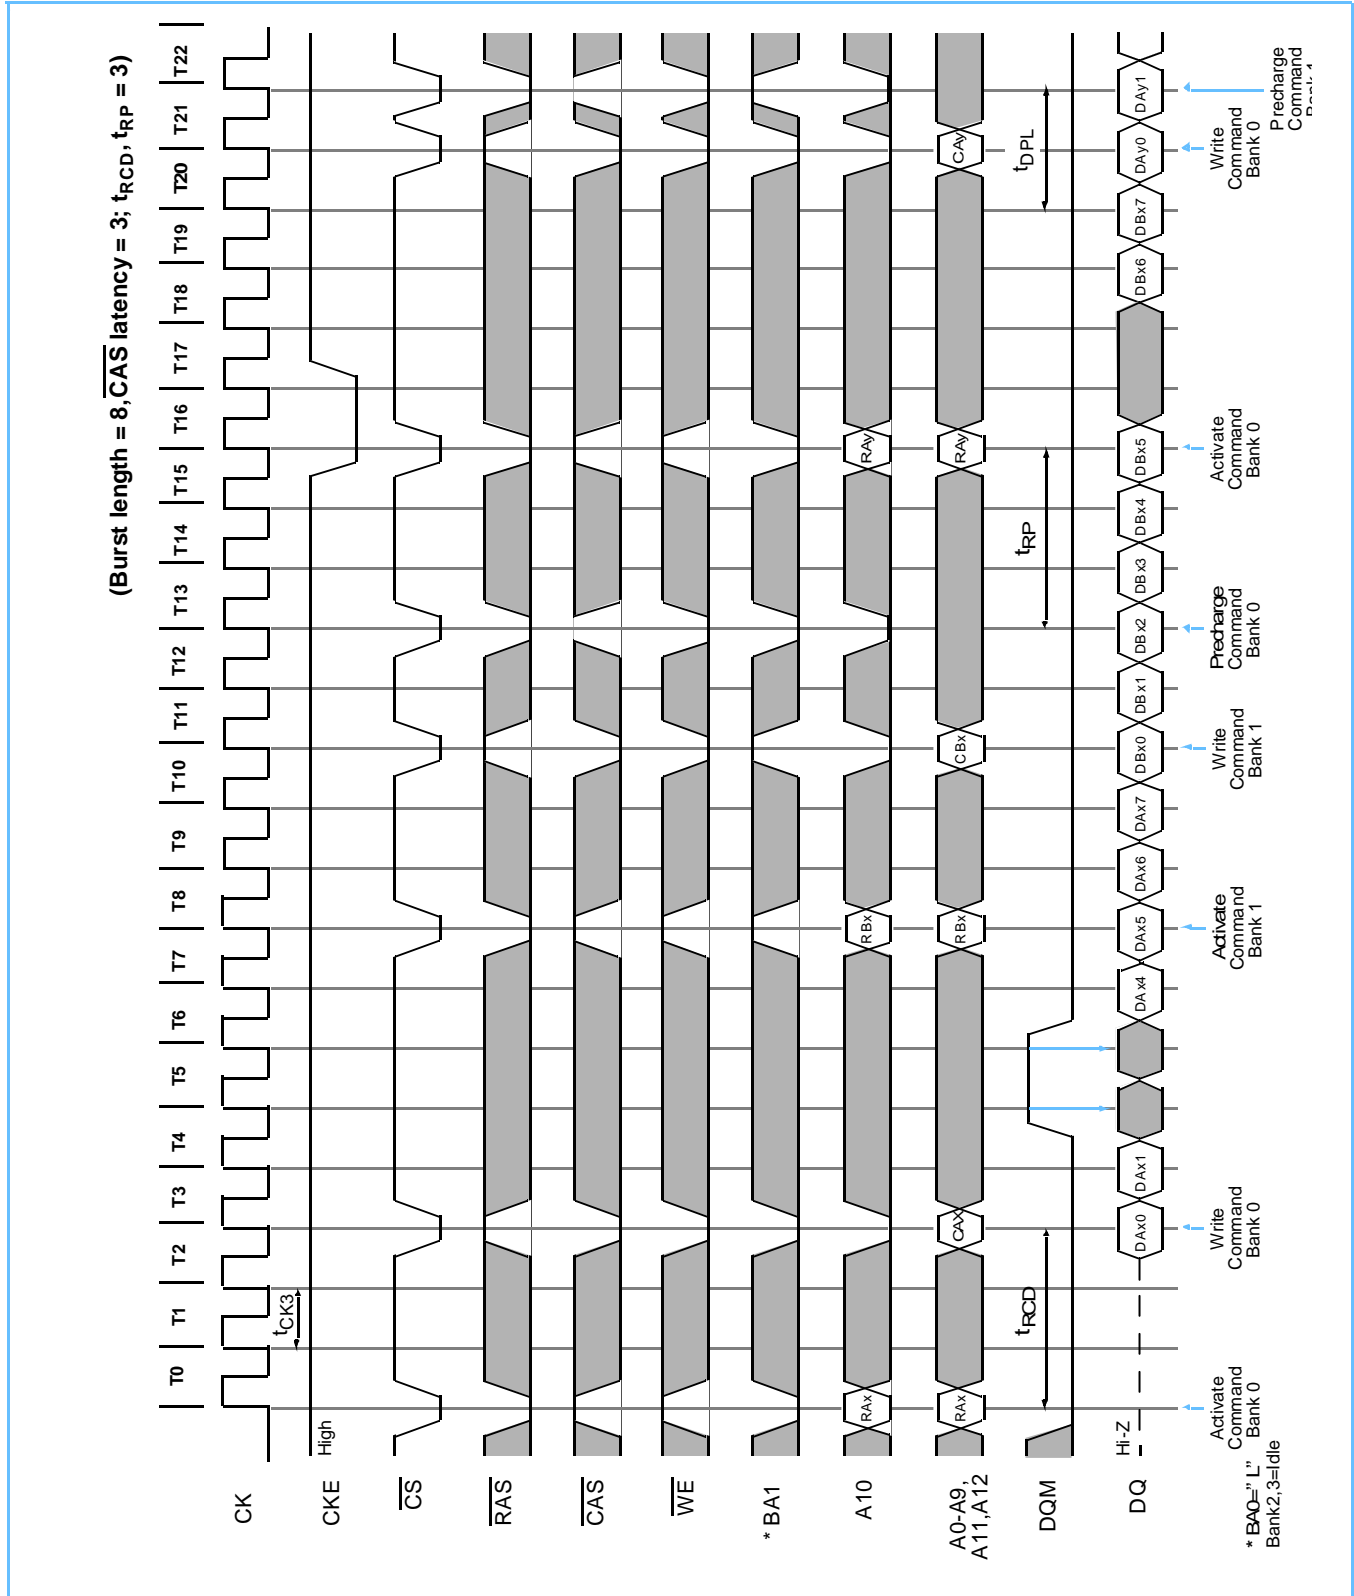 (Burst length = 8, CAS latency = 3; tRCD, tRP = 3)
T0 T1 T2 T3 T4 T5 T6 T7 T8 T9 T10 T11 T12 T13 T14 T15 T16 T17 T18 T19 T20 T21 T22
CK
tCK3
CKE
High
CS
RAS
CAS
WE
* BA1
A10
RAx RBx RAy
A0-A9,
A11,A12
RAx CAX RBx CBx RAy CAy
DQM
tRCD tRP tDPL
DQ
Hi-Z
DAx0 DAx1 DAx4 DAx5 DAx6 DAx7 DBx0 DBx1 DBx2 DBx3 DBx4 DBx5 DBx6 DBx7 DAy0 DAy1
Activate
Command
Bank 0
Write
Command
Bank 0
Activate
Command
Bank 1
Write
Command
Bank 1
Precharge
Command
Bank 0
Activate
Command
Bank 0
Write
Command
Bank 0
Precharge
Command
* BA0="L"
Bank2,3=Idle